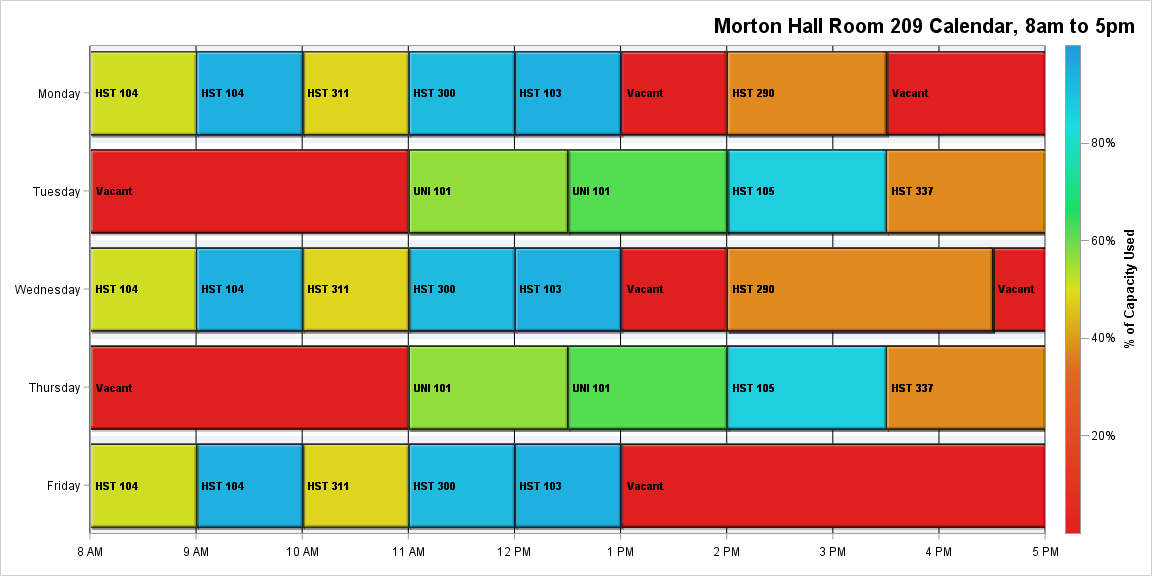 Morton Hall Room 209 Calendar, 8am to 5pm
Monday HST 104 HST 104 HST 311 HST 300 HST 103 Vacant HST 290 Vacant
Tuesday Vacant UNI 101 UNI 101 HST 105 HST 337
Wednesday HST 104 HST 104 HST 311 HST 300 HST 103 Vacant HST 290 Vacant
Thursday Vacant UNI 101 UNI 101 HST 105 HST 337
Friday HST 104 HST 104 HST 311 HST 300 HST 103 Vacant
8 AM 9 AM 10 AM 11 AM 12 PM 1 PM 2 PM 3 PM 4 PM 5 PM
80%
60%
40%
20%
% of Capacity Used